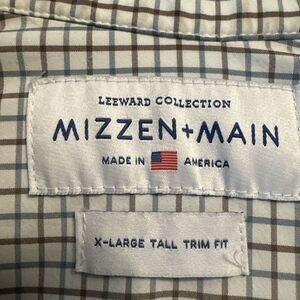 LEEWARD COLLECTION
MIZZEN+MAIN
MADE IN AMERICA
X-LARGE TALL TRIM FIT